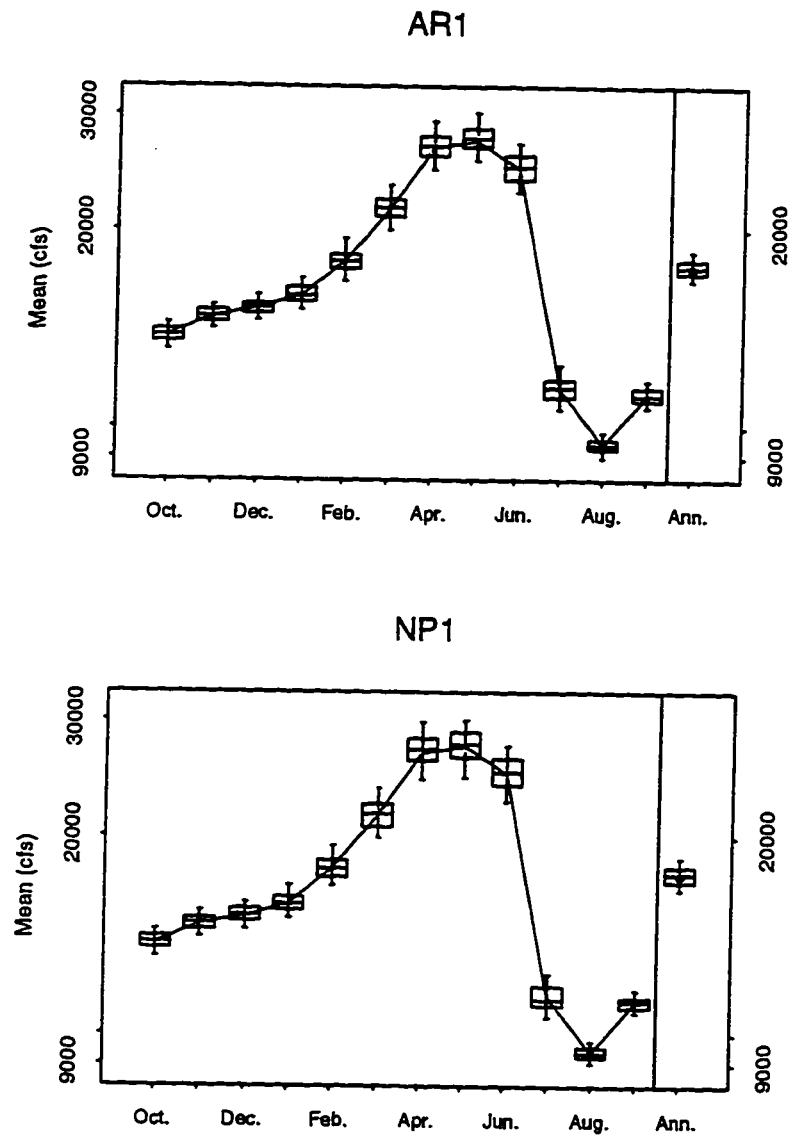 AR1
30000
20000
9000
Mean (cfs)
20000
9000
Oct. Dec. Feb. Apr. Jun. Aug. Ann.
NP1
30000
20000
9000
Mean (cfs)
20000
9000
Oct. Dec. Feb. Apr. Jun. Aug. Ann.